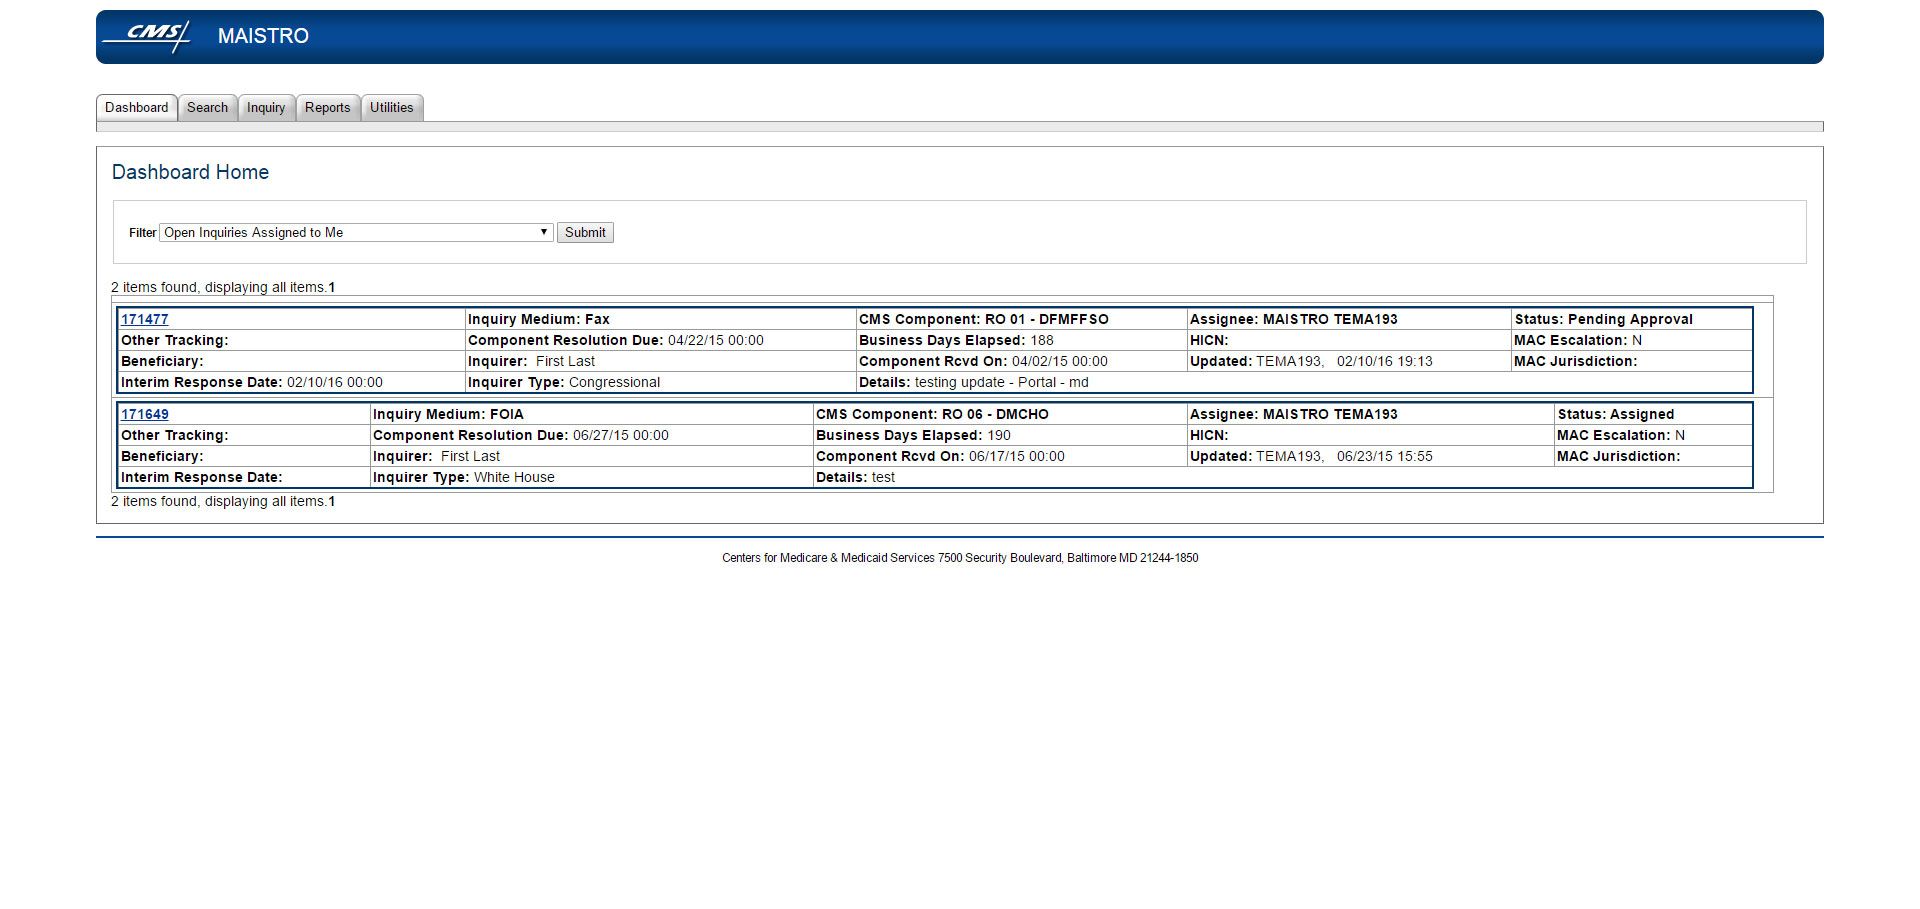 CMS MAISTRO
Dashboard Search Inquiry Reports Utilities
Dashboard Home
Filter Open Inquiries Assigned to Me Submit
2 items found, displaying all items.1
171477 Inquiry Medium: Fax CMS Component: RO 01 - DFMFFSO Assignee: MAISTRO TEMA193 Status: Pending Approval
Other Tracking: Component Resolution Due: 04/22/15 00:00 Business Days Elapsed: 188 HICN: MAC Escalation: N
Beneficiary: Inquirer: First Last Component Rcvd On: 04/02/15 00:00 Updated: TEMA193, 02/10/16 19:13 MAC Jurisdiction:
Interim Response Date: 02/10/16 00:00 Inquirer Type: Congressional Details: testing update - Portal - md
171649 Inquiry Medium: FOIA CMS Component: RO 06 - DMCHO Assignee: MAISTRO TEMA193 Status: Assigned
Other Tracking: Component Resolution Due: 06/27/15 00:00 Business Days Elapsed: 190 HICN: MAC Escalation: N
Beneficiary: Inquirer: First Last Component Rcvd On: 06/17/15 00:00 Updated: TEMA193, 06/23/15 15:55 MAC Jurisdiction:
Interim Response Date: Inquirer Type: White House Details: test
2 items found, displaying all items.1
Centers for Medicare & Medicaid Services 7500 Security Boulevard, Baltimore MD 21244-1850